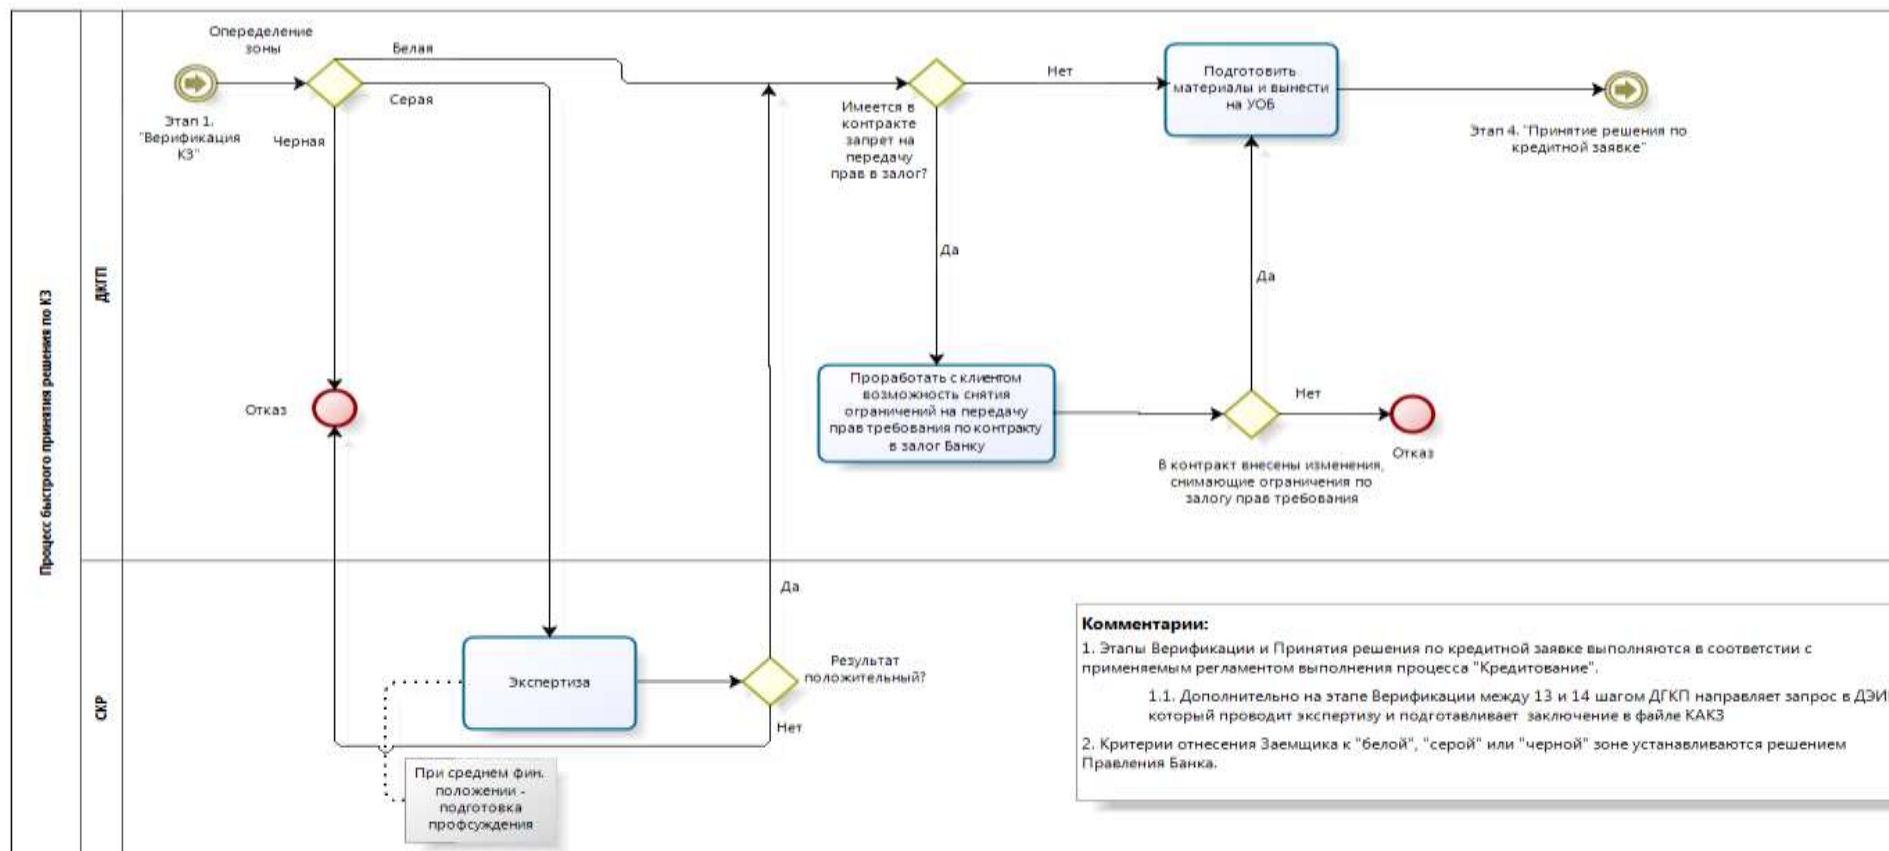 Процесс быстрого принятия решения по КЗ
ДКГП
Опеределение
зоны
Белая
Серая
Черная
Этап 1.
"Верификация
КЗ"
Отказ
Имеется в
контракте
запрет на
передачу
прав в залог?
Нет
Да
Подготовить
материалы и вынести
на УОБ
Этап 4. "Принятие решения по
кредитной заявке"
Проработать с клиентом
возможность снятия
ограничений на передачу
прав требования по контракту
в залог Банку
Да
Нет
Отказ
В контракт внесены изменения,
снимающие ограничения по
залогу прав требования
СКР
Экспертиза
Да
Результат
положительный?
Нет
При среднем фин.
положении -
подготовка
профсуждения
Комментарии:
1. Этапы Верификации и Принятия решения по кредитной заявке выполняются в соответстии с
применяемым регламентом выполнения процесса "Кредитование".
1.1. Дополнительно на этапе Верификации между 13 и 14 шагом ДГКП направляет запрос в
который проводит экспертизу и подготавливает заключение в файле КАКЗ
2. Критерии отнесения Заемщика к "белой", "серой" или "черной" зоне устанавливаются решением
Правления Банка.